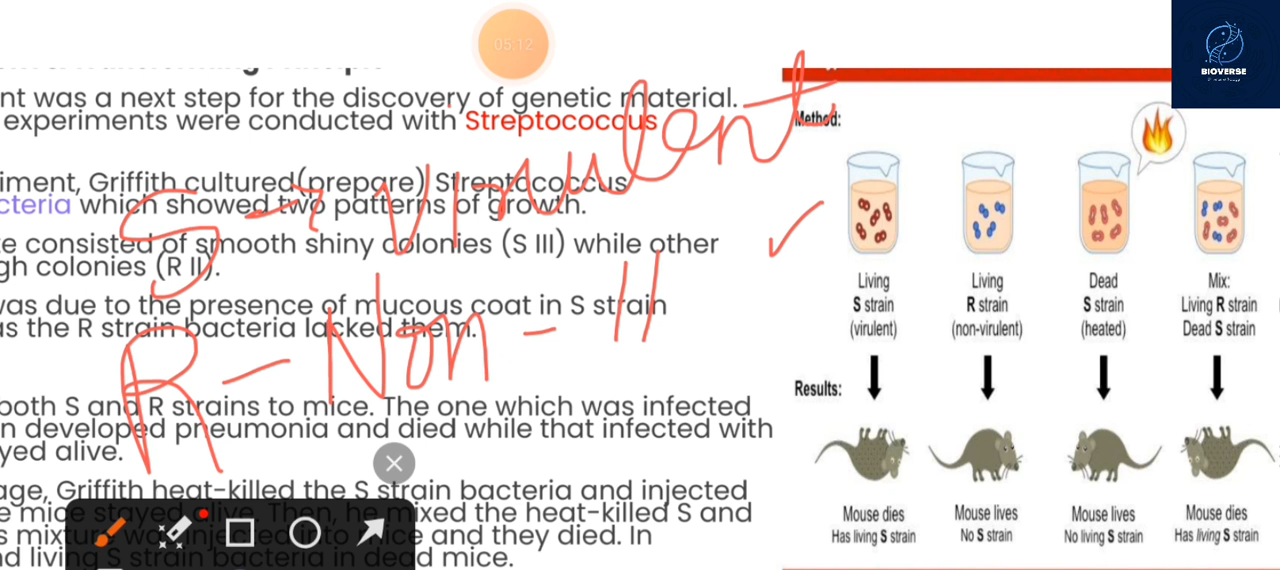 05:12
BIOVERSE
nt was a next step for the discovery of genetic material.
experiments were conducted with Streptococcus
iment, Griffith cultured(prepare) Streptococcus
cteria which showed two patterns of growth.
te consisted of smooth shiny colonies (S III) while other
gh colonies (R II).
was due to the presence of mucous coat in S strain
as the R strain bacteria lacked them.
both S and R strains to mice. The one which was infected
n developed pneumonia and died while that infected with
yed alive.
age, Griffith heat-killed the S strain bacteria and injected
e mice stayed alive. Then, he mixed the heat-killed S and
s mixture was injected into mice and they died. In
nd living S strain bacteria in dead mice.
S → Virulent
R - Non - 11
Method:
Living
S strain
(virulent)
Living
R strain
(non-virulent)
Dead
S strain
(heated)
Mix:
Living R strain
Dead S strain
Results:
Mouse dies
Has living S strain
Mouse lives
No S strain
Mouse lives
No living S strain
Mouse dies
Has living S strain